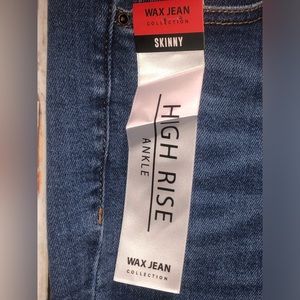 WAX JEAN
COLLECTION
SKINNY
HIGH RISE
ANKLE
WAX JEAN
COLLECTION